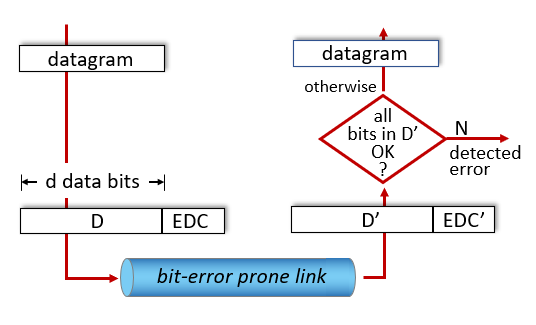 datagram
d data bits
D EDC
bit-error prone link
datagram
otherwise
all
bits in D’
OK
?
N
detected
error
D’ EDC’